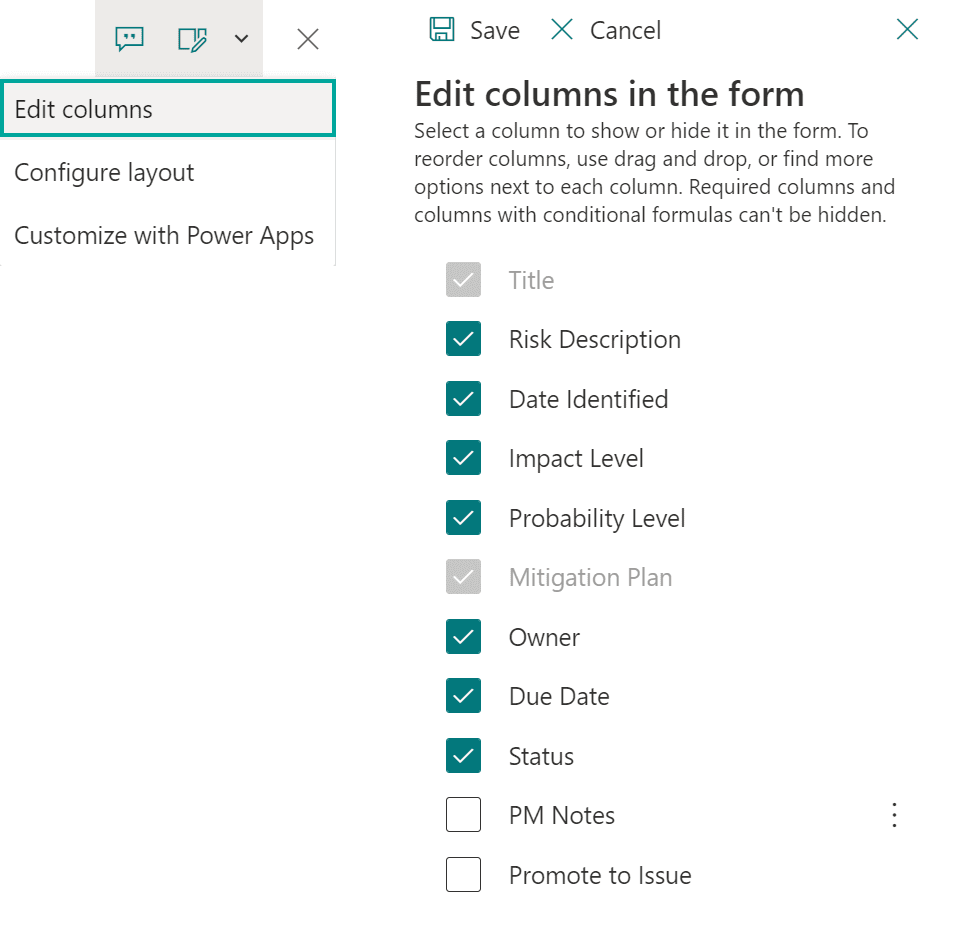 Edit columns
Configure layout
Customize with Power Apps
Save
Cancel
Edit columns in the form
Select a column to show or hide it in the form. To
reorder columns, use drag and drop, or find more
options next to each column. Required columns and
columns with conditional formulas can't be hidden.
Title
Risk Description
Date Identified
Impact Level
Probability Level
Mitigation Plan
Owner
Due Date
Status
PM Notes
Promote to Issue